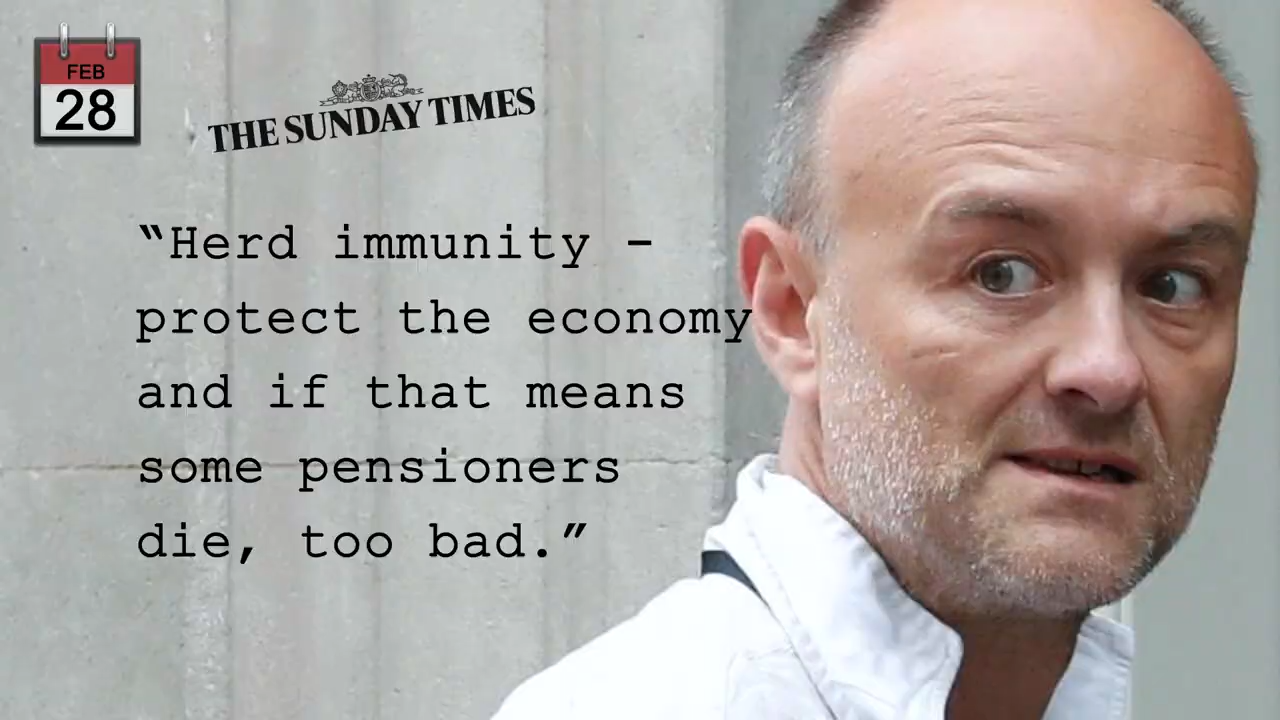 FEB
28
THE SUNDAY TIMES
“Herd immunity -
protect the economy
and if that means
some pensioners
die, too bad.”